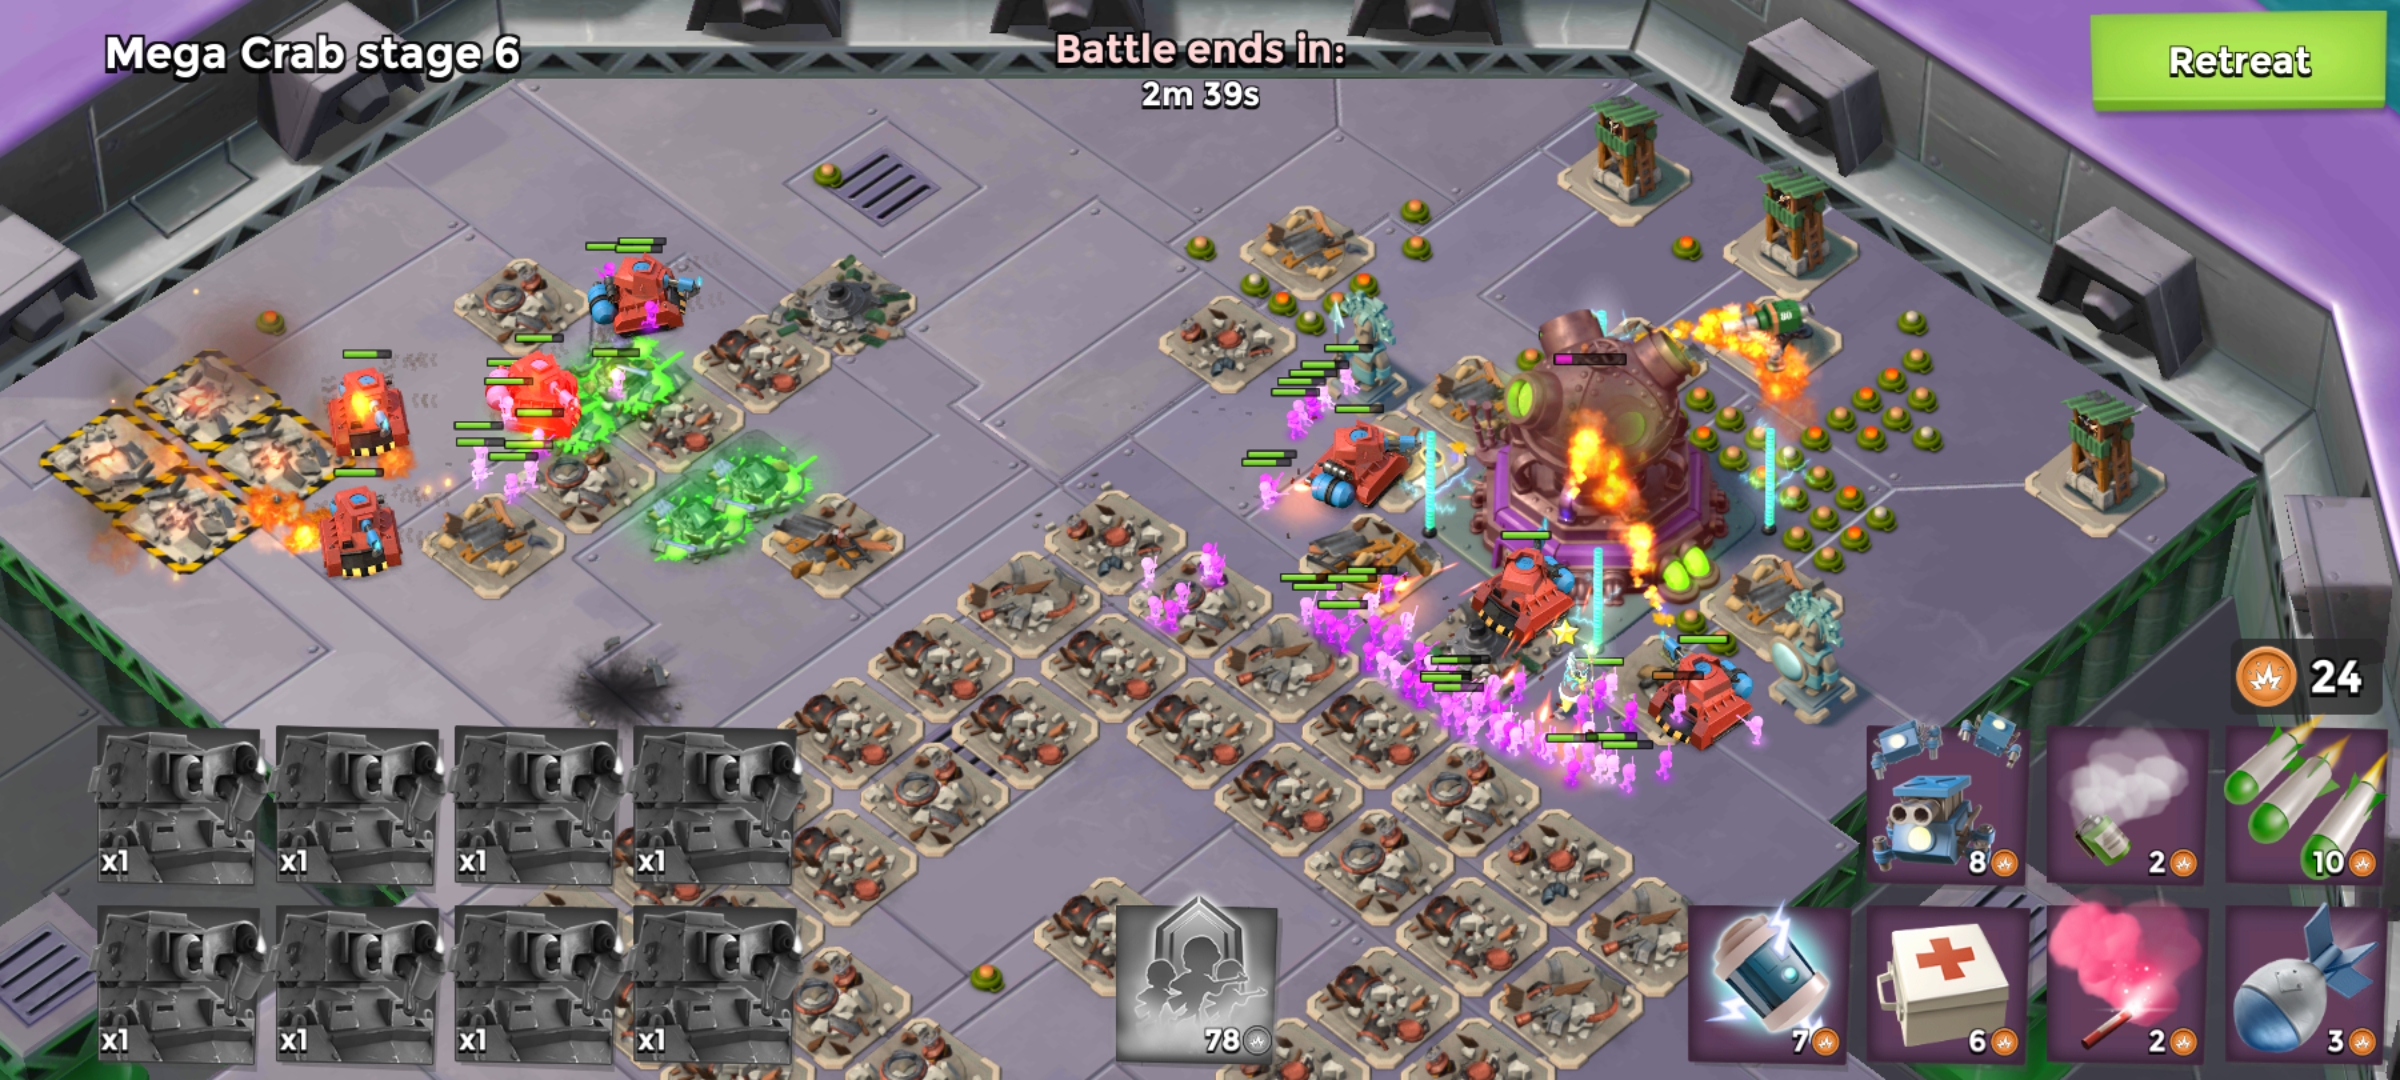 Mega Crab stage 6
Battle ends in:
2m 39s
Retreat
24
8
2
10
x1
x1
x1
x1
x1
x1
x1
x1
78
7
6
2
3